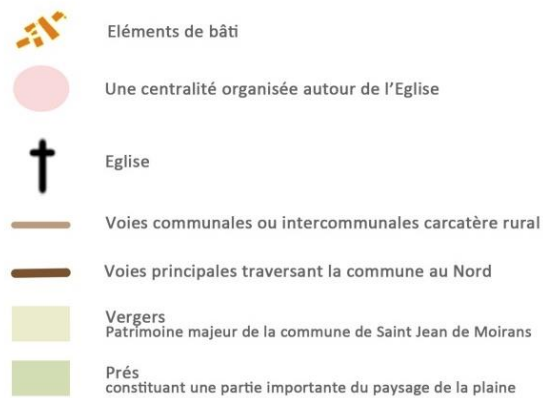 Eléments de bâti
Une centralité organisée autour de l'Eglise
Eglise
Voies communales ou intercommunales carcatère rural
Voies principales traversant la commune au Nord
Vergers
Patrimoine majeur de la commune de Saint Jean de Moirans
Prés
constituant une partie importante du paysage de la plaine